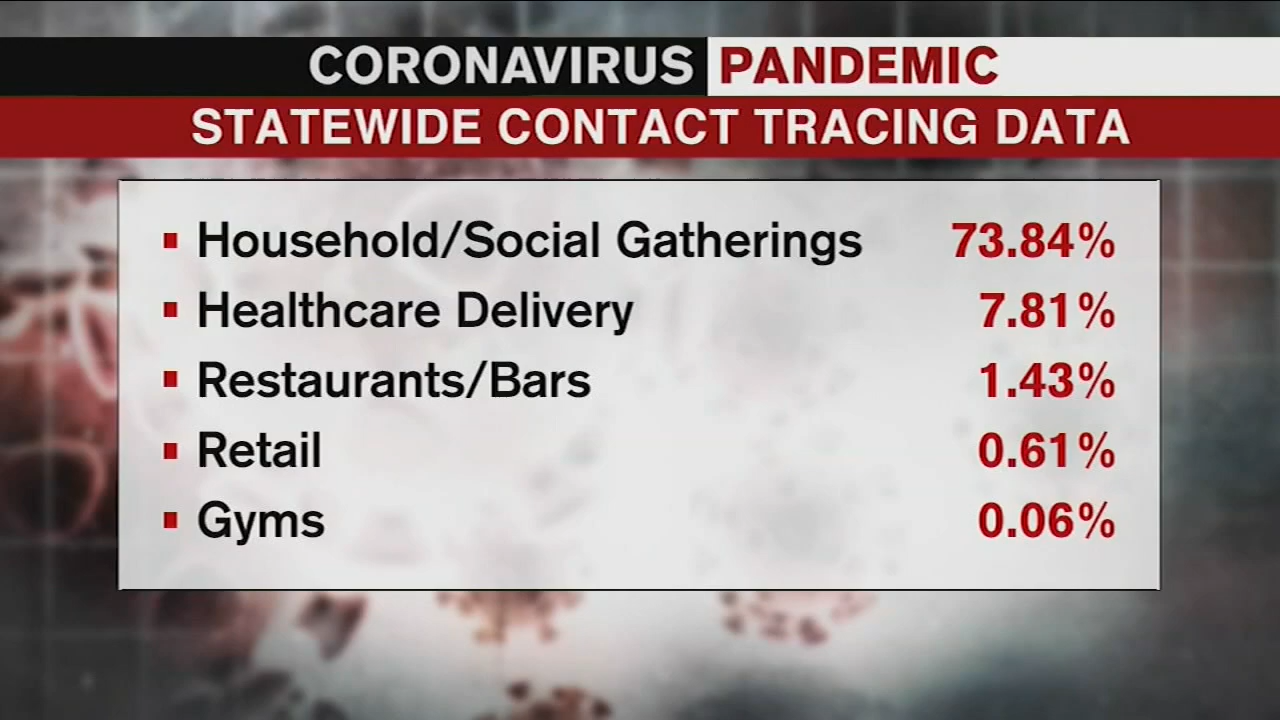 CORONAVIRUS PANDEMIC
STATEWIDE CONTACT TRACING DATA
Household/Social Gatherings 73.84%
Healthcare Delivery 7.81%
Restaurants/Bars 1.43%
Retail 0.61%
Gyms 0.06%